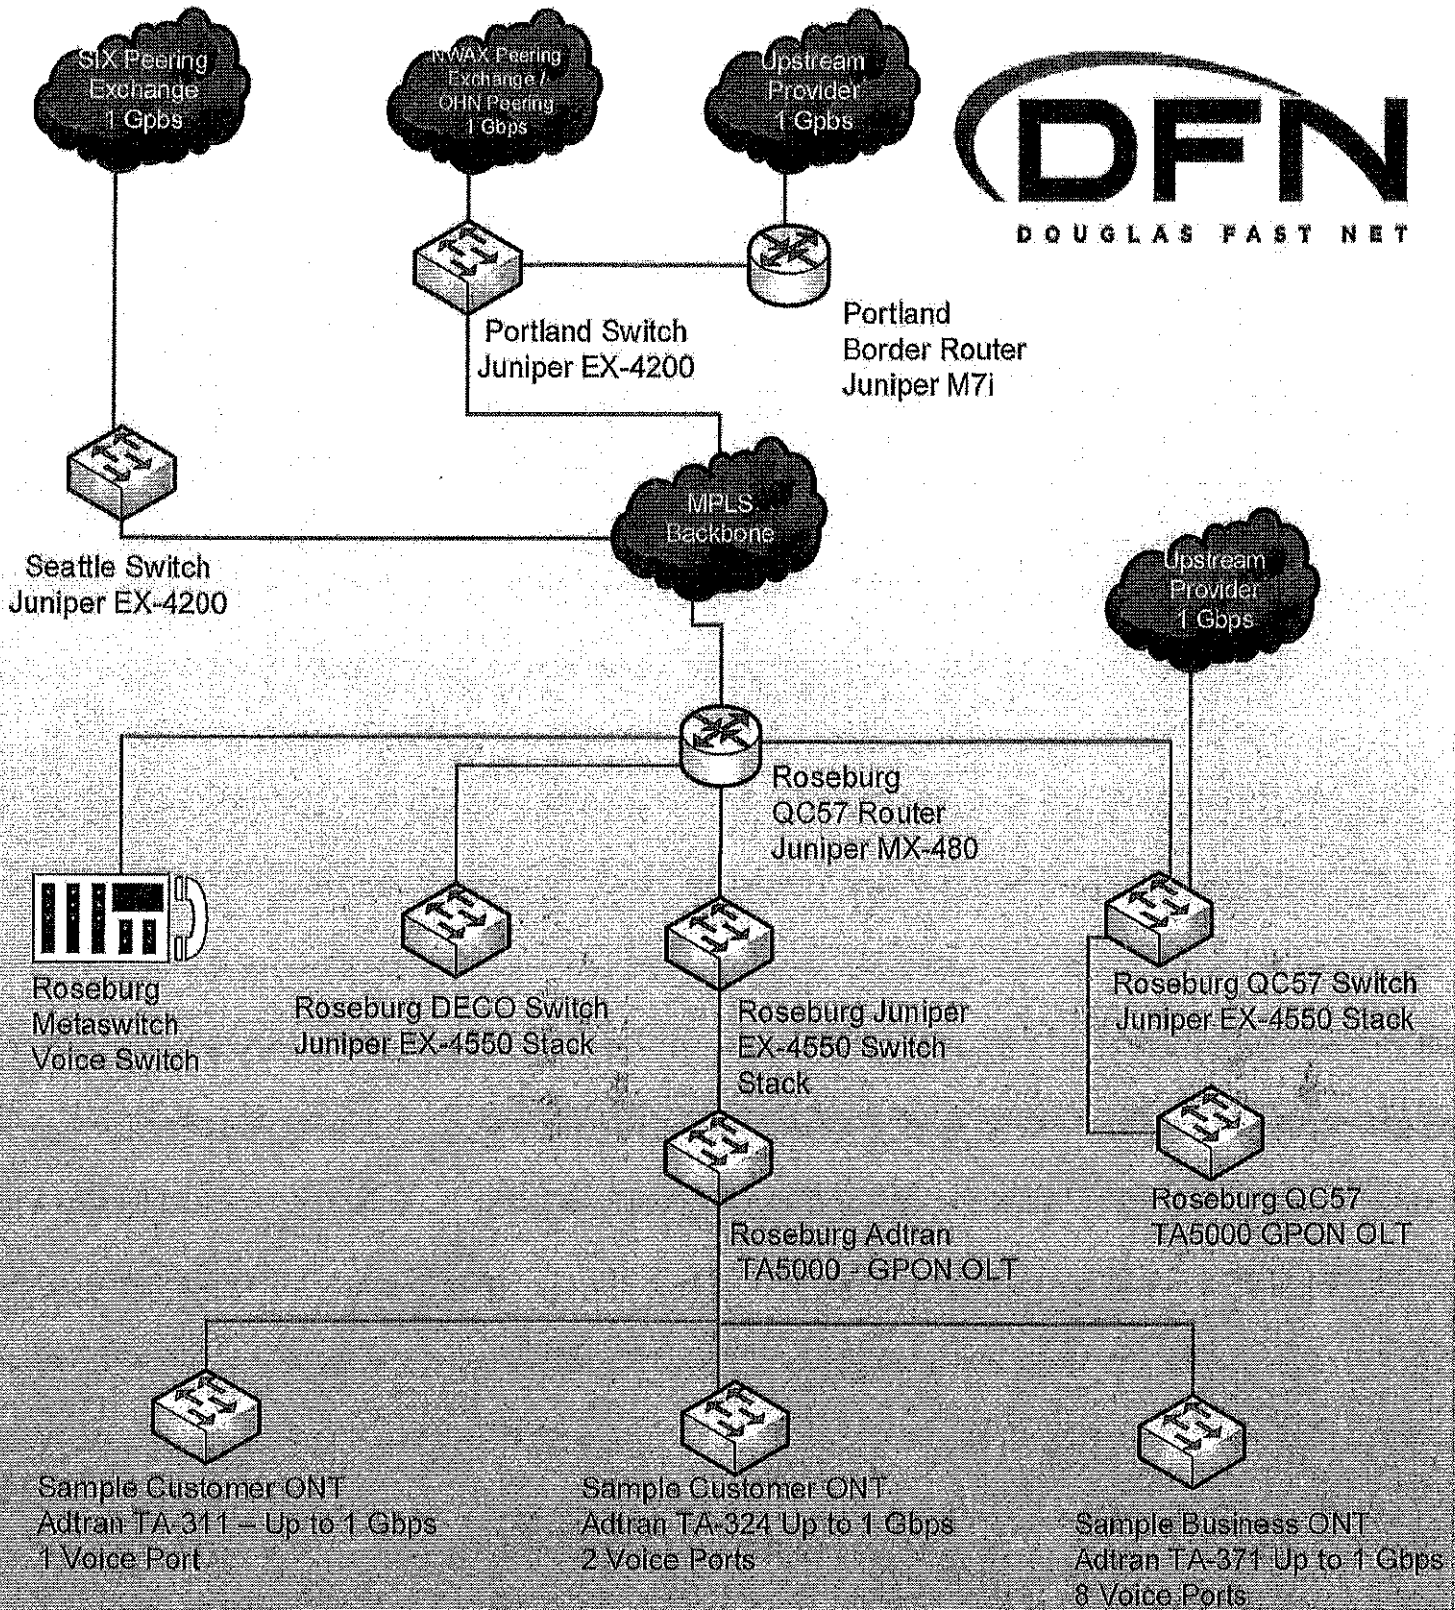 SIX Peering
Exchange
1 Gpbs
NWAX Peering
Exchange /
OHN Peering
1 Gbps
Upstream
Provider
1 Gpbs
DFN
DOUGLAS FAST NET
Portland Switch
Juniper EX-4200
Portland
Border Router
Juniper M7i
MPLS
Backbone
Seattle Switch
Juniper EX-4200
Upstream
Provider
1 Gbps
Roseburg
QC57 Router
Juniper MX-480
Roseburg
Metaswitch
Voice Switch
Roseburg DECO Switch
Juniper EX-4550 Stack
Roseburg Juniper
EX-4550 Switch
Stack
Roseburg QC57 Switch
Juniper EX-4550 Stack
Roseburg QC57
TA5000 GPON OLT
Roseburg Adtran
TA5000 - GPON OLT
Sample Customer ONT
Adtran TA-311 – Up to 1 Gbps
1 Voice Port
Sample Customer ONT
Adtran TA-324 Up to 1 Gbps
2 Voice Ports
Sample Business ONT
Adtran TA-371 Up to 1 Gbps
8 Voice Ports